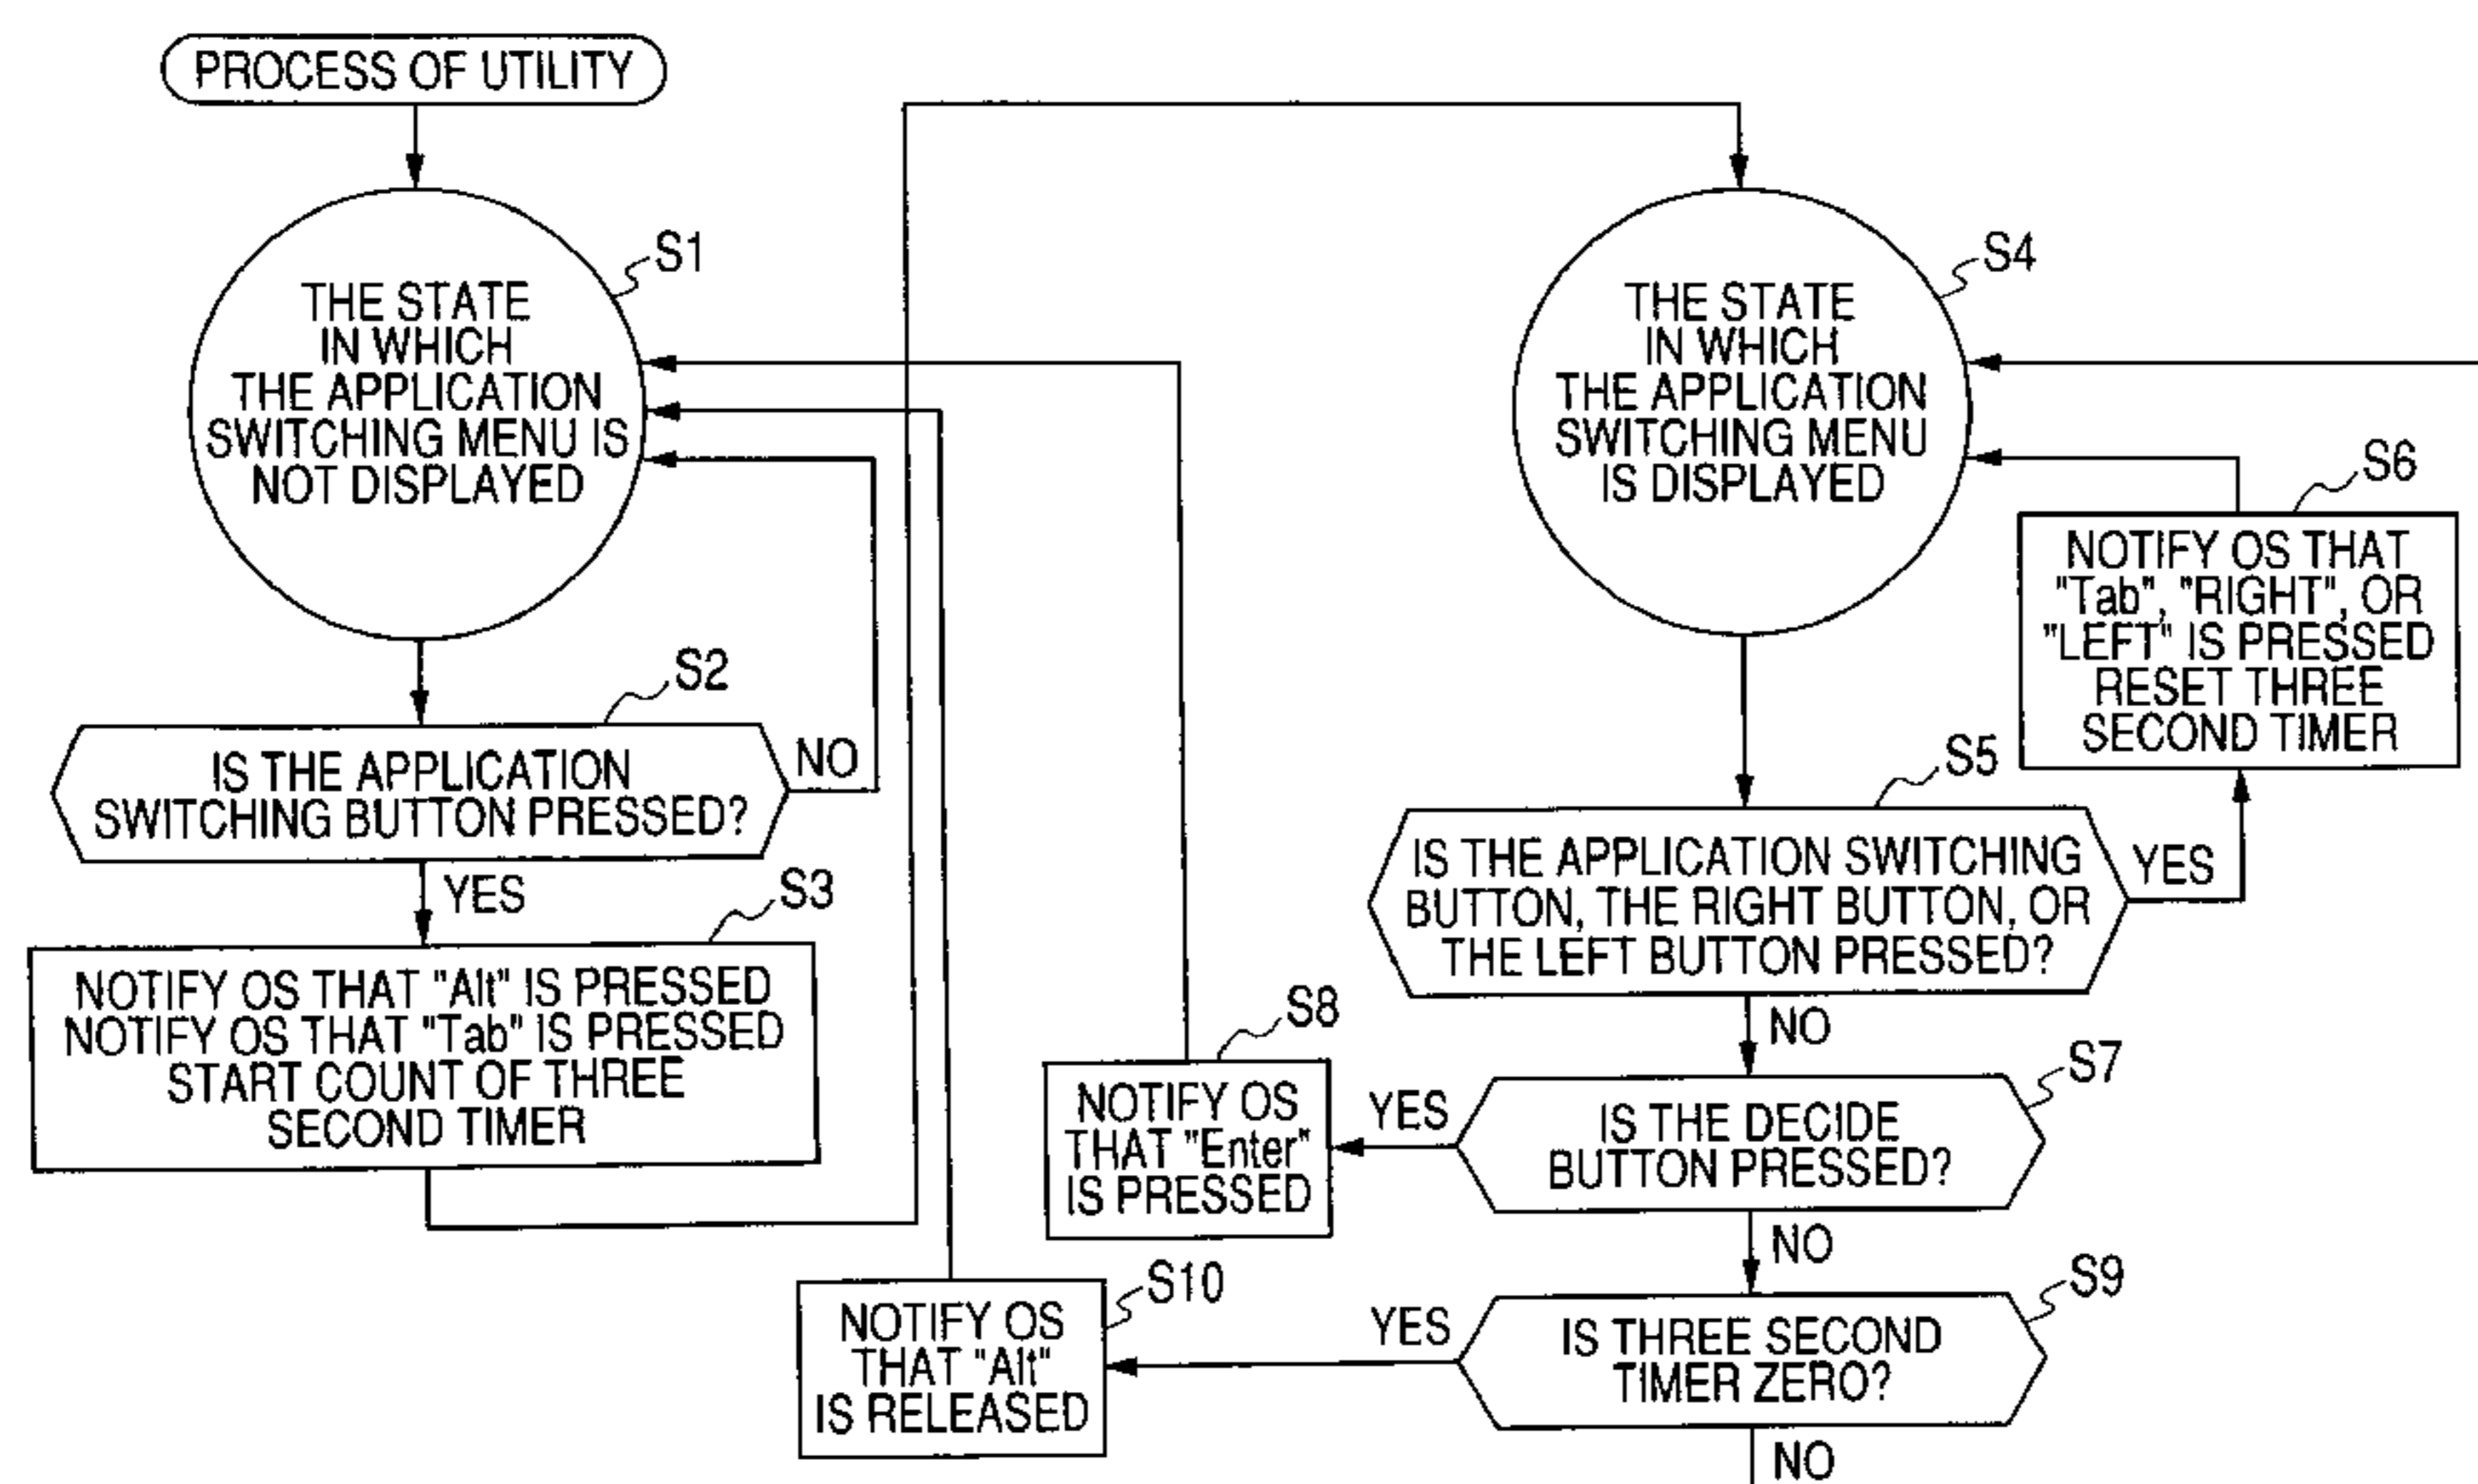 PROCESS OF UTILITY
S1
THE STATE
IN WHICH
THE APPLICATION
SWITCHING MENU IS
NOT DISPLAYED
S2
IS THE APPLICATION
SWITCHING BUTTON PRESSED?
NO
YES
S3
NOTIFY OS THAT "Alt" IS PRESSED
NOTIFY OS THAT "Tab" IS PRESSED
START COUNT OF THREE
SECOND TIMER
S4
THE STATE
IN WHICH
THE APPLICATION
SWITCHING MENU
IS DISPLAYED
S6
NOTIFY OS THAT
"Tab", "RIGHT", OR
"LEFT" IS PRESSED
RESET THREE
SECOND TIMER
S5
IS THE APPLICATION SWITCHING
BUTTON, THE RIGHT BUTTON, OR
THE LEFT BUTTON PRESSED?
YES
NO
S8
NOTIFY OS
THAT "Enter"
IS PRESSED
YES
S7
IS THE DECIDE
BUTTON PRESSED?
NO
S10
NOTIFY OS
THAT "Alt"
IS RELEASED
YES
S9
IS THREE SECOND
TIMER ZERO?
NO